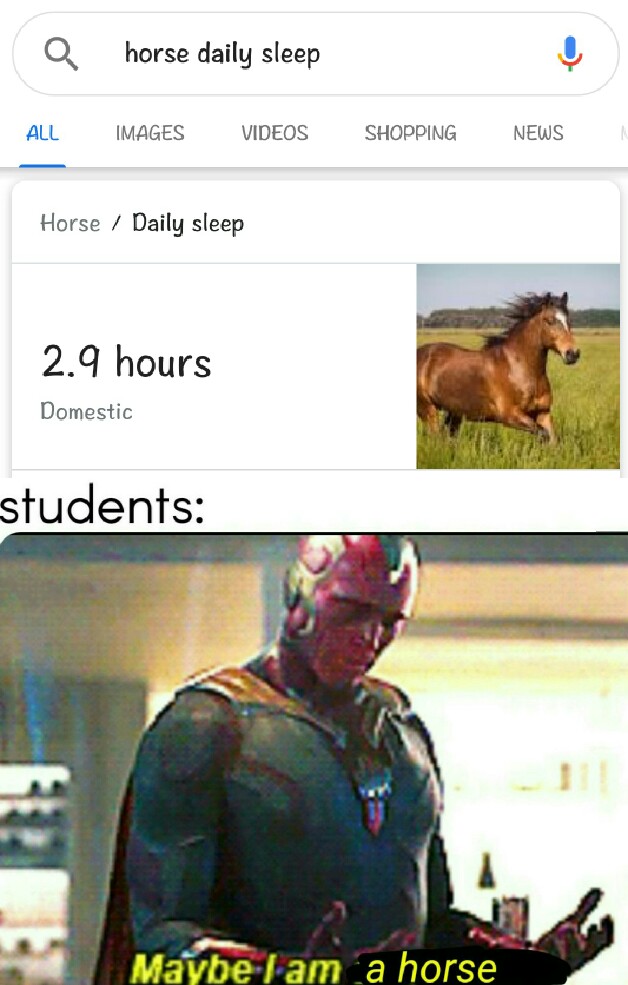 horse daily sleep
ALL IMAGES VIDEOS SHOPPING NEWS
Horse / Daily sleep
2.9 hours
Domestic
students:
Maybe I am a horse